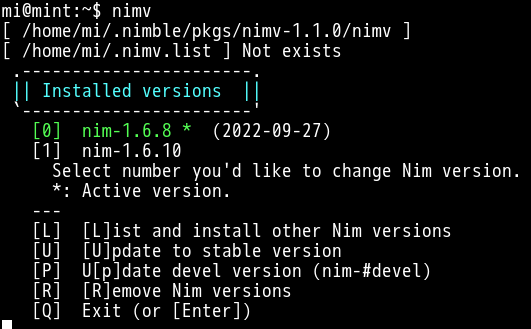 mi@mint:~$ nimv
[ /home/mi/.nimble/pkgs/nimv-1.1.0/nimv ]
[ /home/mi/.nimv.list ] Not exists
.-----------------------.
|| Installed versions  ||
`-----------------------'
[0]  nim-1.6.8 *  (2022-09-27)
[1]  nim-1.6.10
Select number you'd like to change Nim version.
*: Active version.
---
[L]  [L]ist and install other Nim versions
[U]  [U]pdate to stable version
[P]  U[p]date devel version (nim-#devel)
[R]  [R]emove Nim versions
[Q]  Exit (or [Enter])